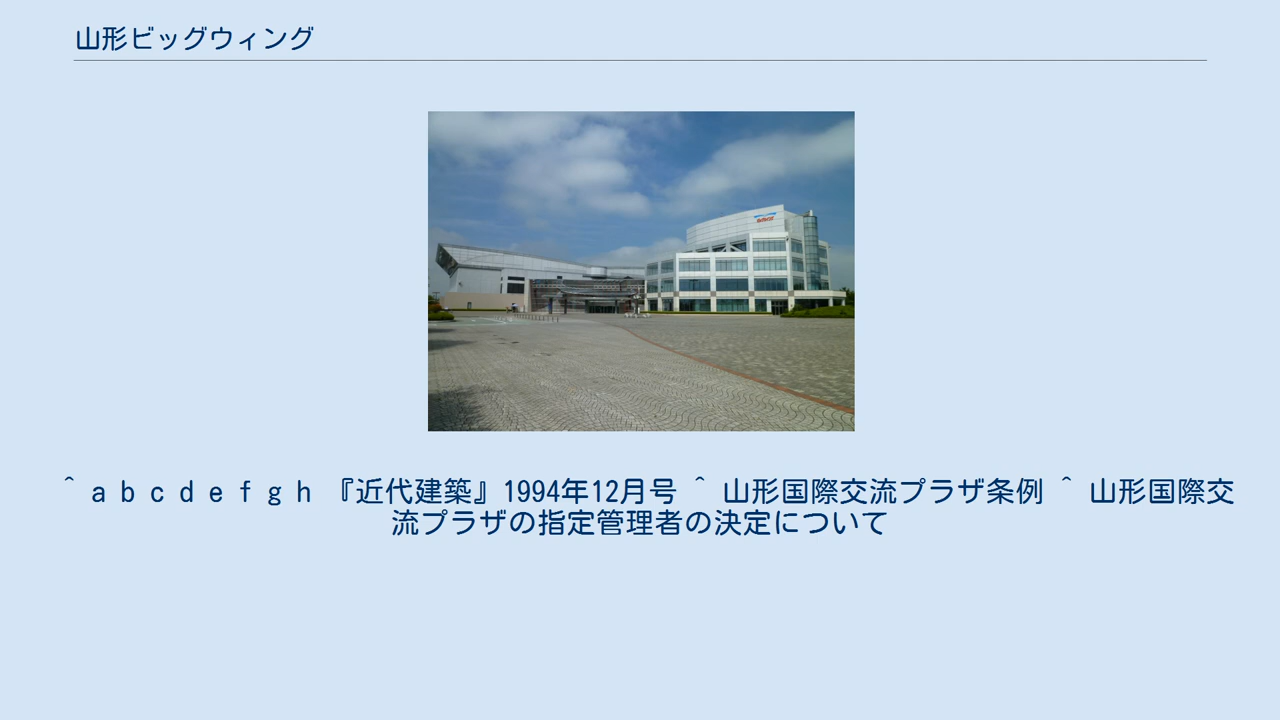 山形ビッグウィング
^ a b c d e f g h 『近代建築』1994年12月号 ^ 山形国際交流プラザ条例 ^ 山形国際交
流プラザの指定管理者の決定について